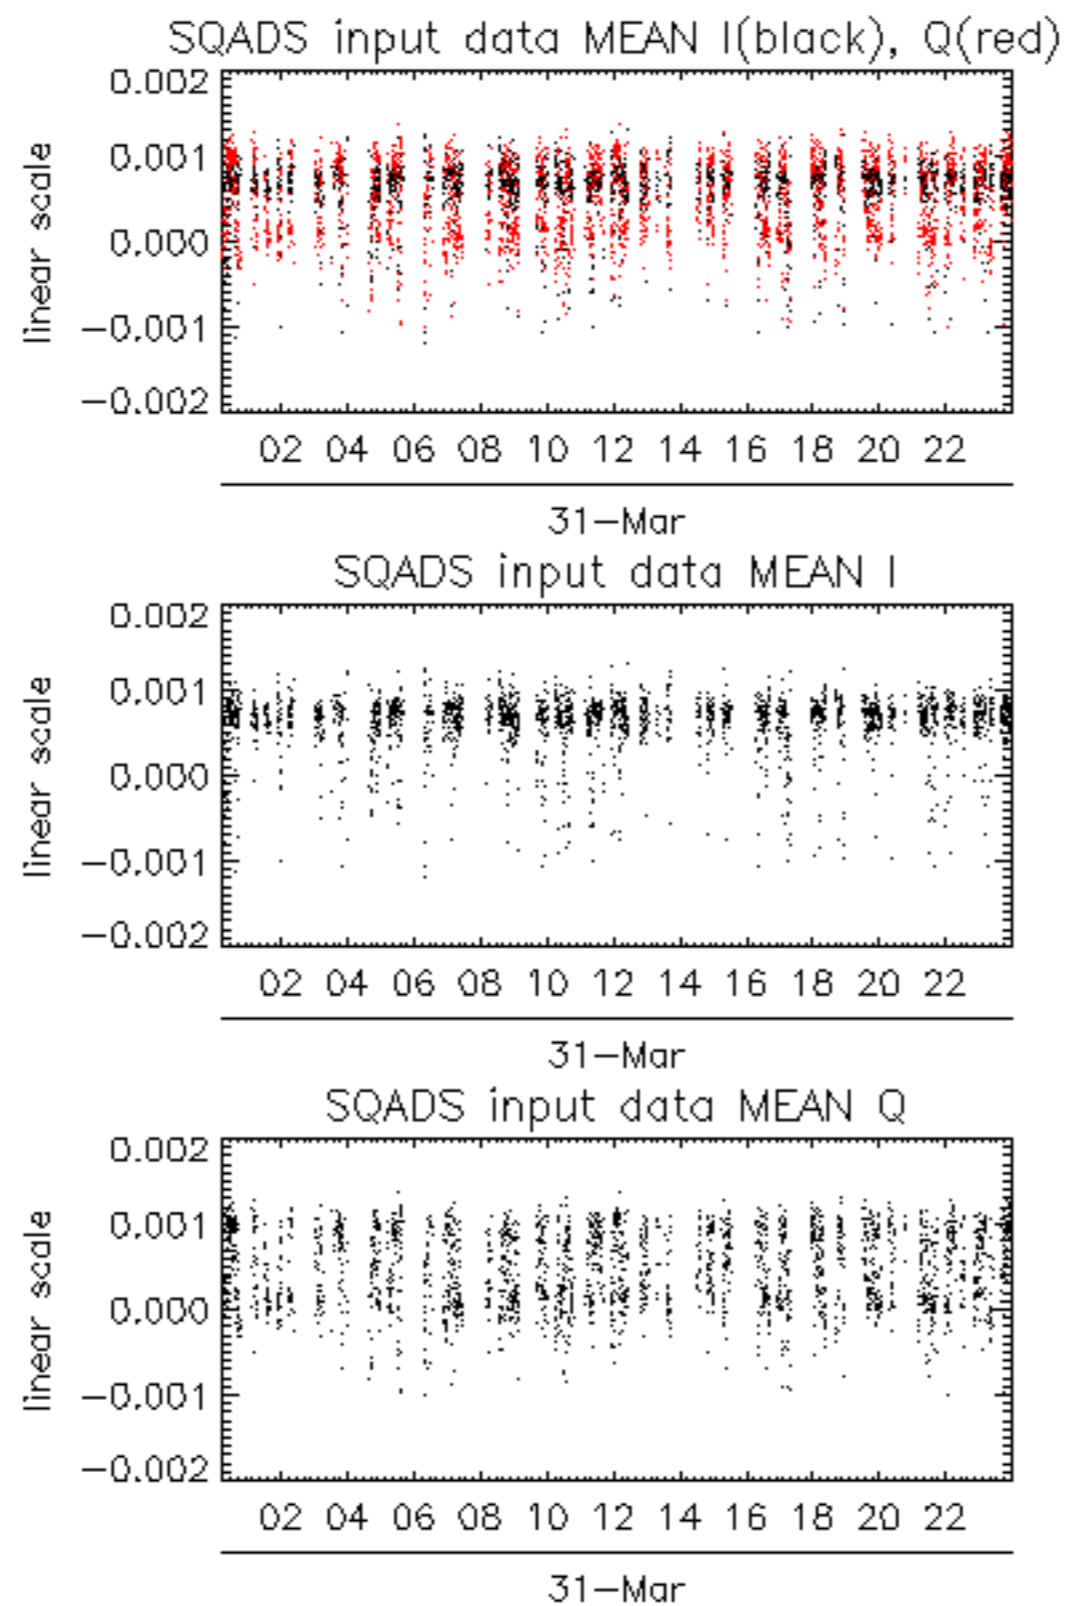 SQADS input data MEAN I(black), Q(red)
0.002
0.001
0.000
−0.001
−0.002
linear scale
02 04 06 08 10 12 14 16 18 20 22
31−Mar
SQADS input data MEAN I
0.002
0.001
0.000
−0.001
−0.002
linear scale
02 04 06 08 10 12 14 16 18 20 22
31−Mar
SQADS input data MEAN Q
0.002
0.001
0.000
−0.001
−0.002
linear scale
02 04 06 08 10 12 14 16 18 20 22
31−Mar